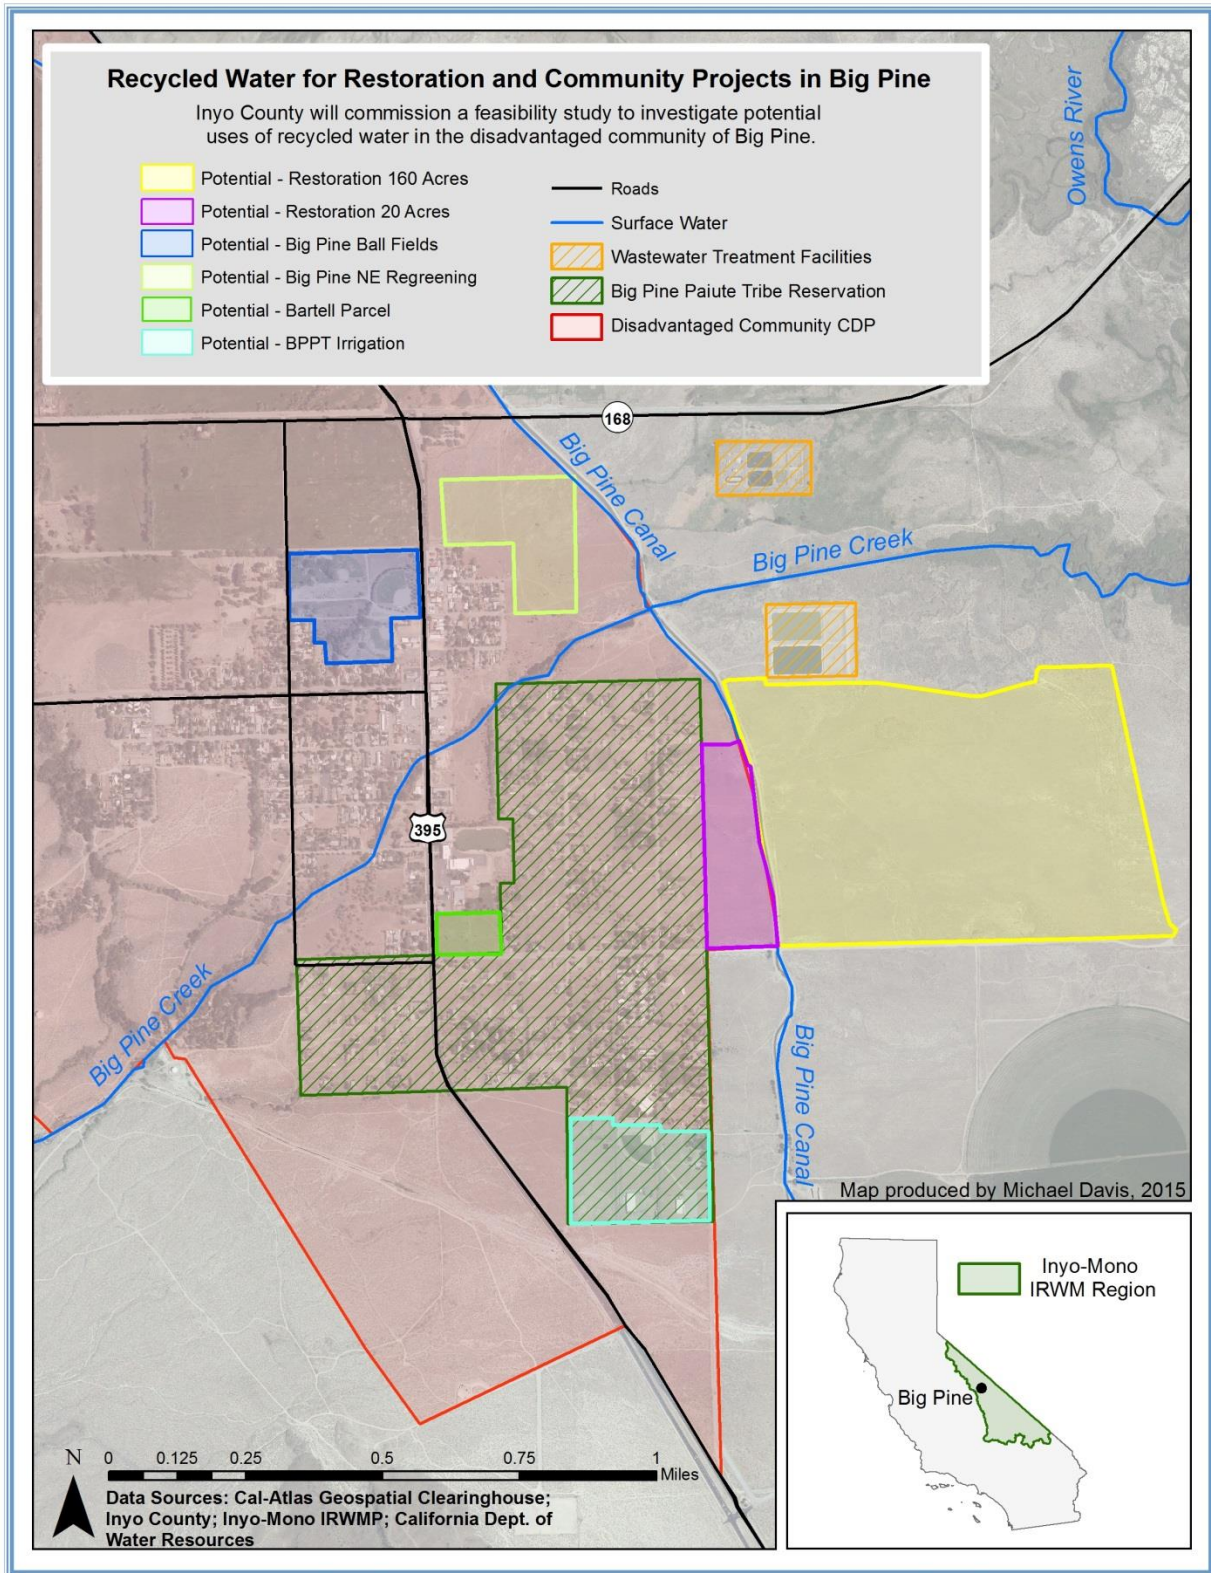 Recycled Water for Restoration and Community Projects in Big Pine
Inyo County will commission a feasibility study to investigate potential
uses of recycled water in the disadvantaged community of Big Pine.
Potential - Restoration 160 Acres
Potential - Restoration 20 Acres
Potential - Big Pine Ball Fields
Potential - Big Pine NE Regreening
Potential - Bartell Parcel
Potential - BPPT Irrigation
Roads
Surface Water
Wastewater Treatment Facilities
Big Pine Paiute Tribe Reservation
Disadvantaged Community CDP
Owens River
168
Big Pine Canal
Big Pine Creek
395
Big Pine Creek
Big Pine Canal
Map produced by Michael Davis, 2015
Inyo-Mono
IRWM Region
Big Pine
N
0 0.125 0.25 0.5 0.75 1
Miles
Data Sources: Cal-Atlas Geospatial Clearinghouse;
Inyo County; Inyo-Mono IRWMP; California Dept. of
Water Resources